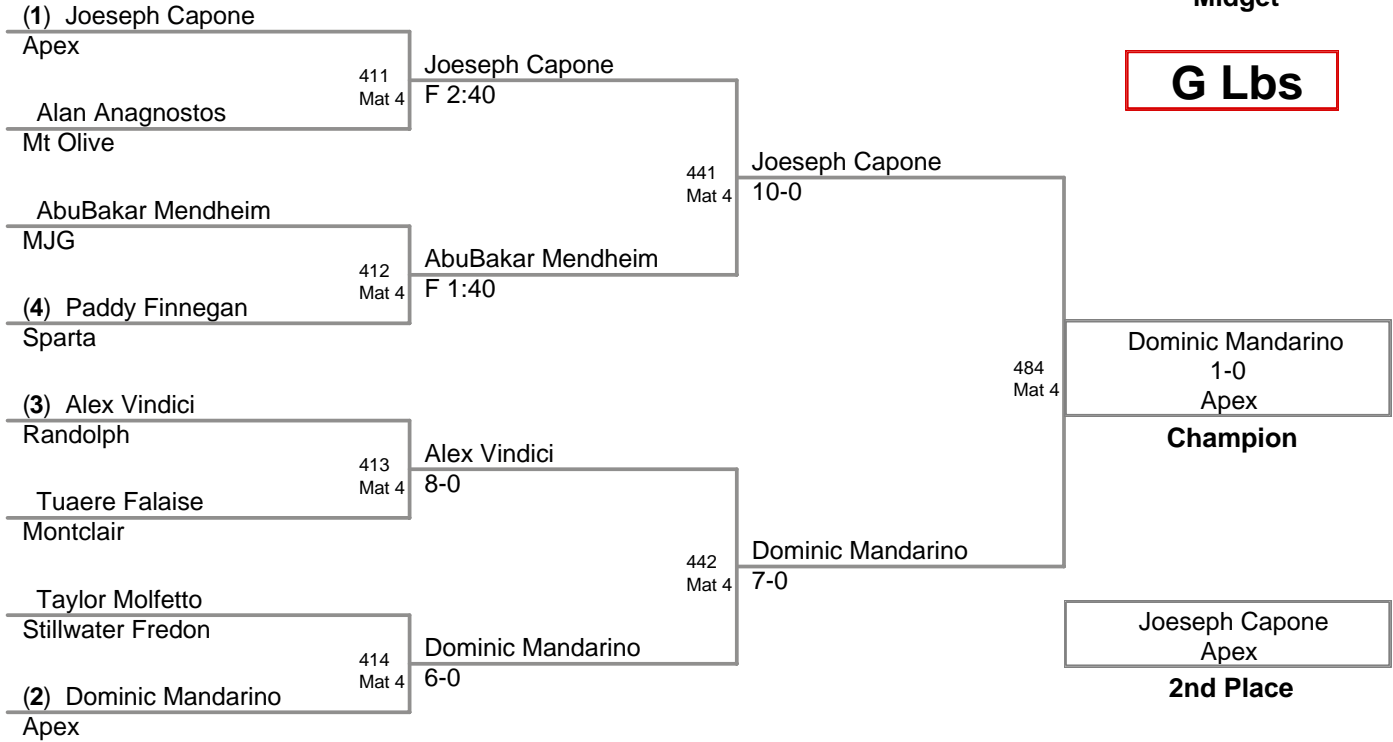 Midget
G Lbs
(1) Joeseph Capone
Apex
411
Mat 4
Joeseph Capone
F 2:40
Alan Anagnostos
Mt Olive
441
Mat 4
Joeseph Capone
10-0
AbuBakar Mendheim
MJG
412
Mat 4
AbuBakar Mendheim
F 1:40
(4) Paddy Finnegan
Sparta
484
Mat 4
Dominic Mandarino
1-0
Apex
Champion
(3) Alex Vindici
Randolph
413
Mat 4
Alex Vindici
8-0
Tuaere Falaise
Montclair
442
Mat 4
Dominic Mandarino
7-0
Taylor Molfetto
Stillwater Fredon
414
Mat 4
Dominic Mandarino
6-0
(2) Dominic Mandarino
Apex
Joeseph Capone
Apex
2nd Place